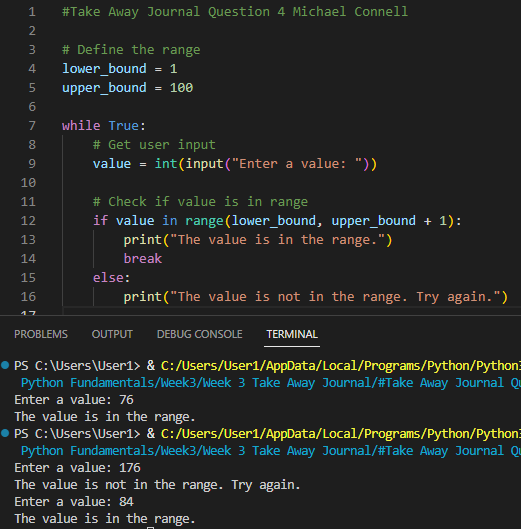 1 #Take Away Journal Question 4 Michael Connell
2
3 # Define the range
4 lower_bound = 1
5 upper_bound = 100
6
7 while True:
8     # Get user input
9     value = int(input("Enter a value: "))
10
11     # Check if value is in range
12     if value in range(lower_bound, upper_bound + 1):
13         print("The value is in the range.")
14         break
15     else:
16         print("The value is not in the range. Try again.")
17
PROBLEMS OUTPUT DEBUG CONSOLE TERMINAL
PS C:\Users\User1> & C:/Users/User1/AppData/Local/Programs/Python/Python3
Python Fundamentals/Week3/Week 3 Take Away Journal/#Take Away Journal Qu
Enter a value: 76
The value is in the range.
PS C:\Users\User1> & C:/Users/User1/AppData/Local/Programs/Python/Python3
Python Fundamentals/Week3/Week 3 Take Away Journal/#Take Away Journal Qu
Enter a value: 176
The value is not in the range. Try again.
Enter a value: 84
The value is in the range.